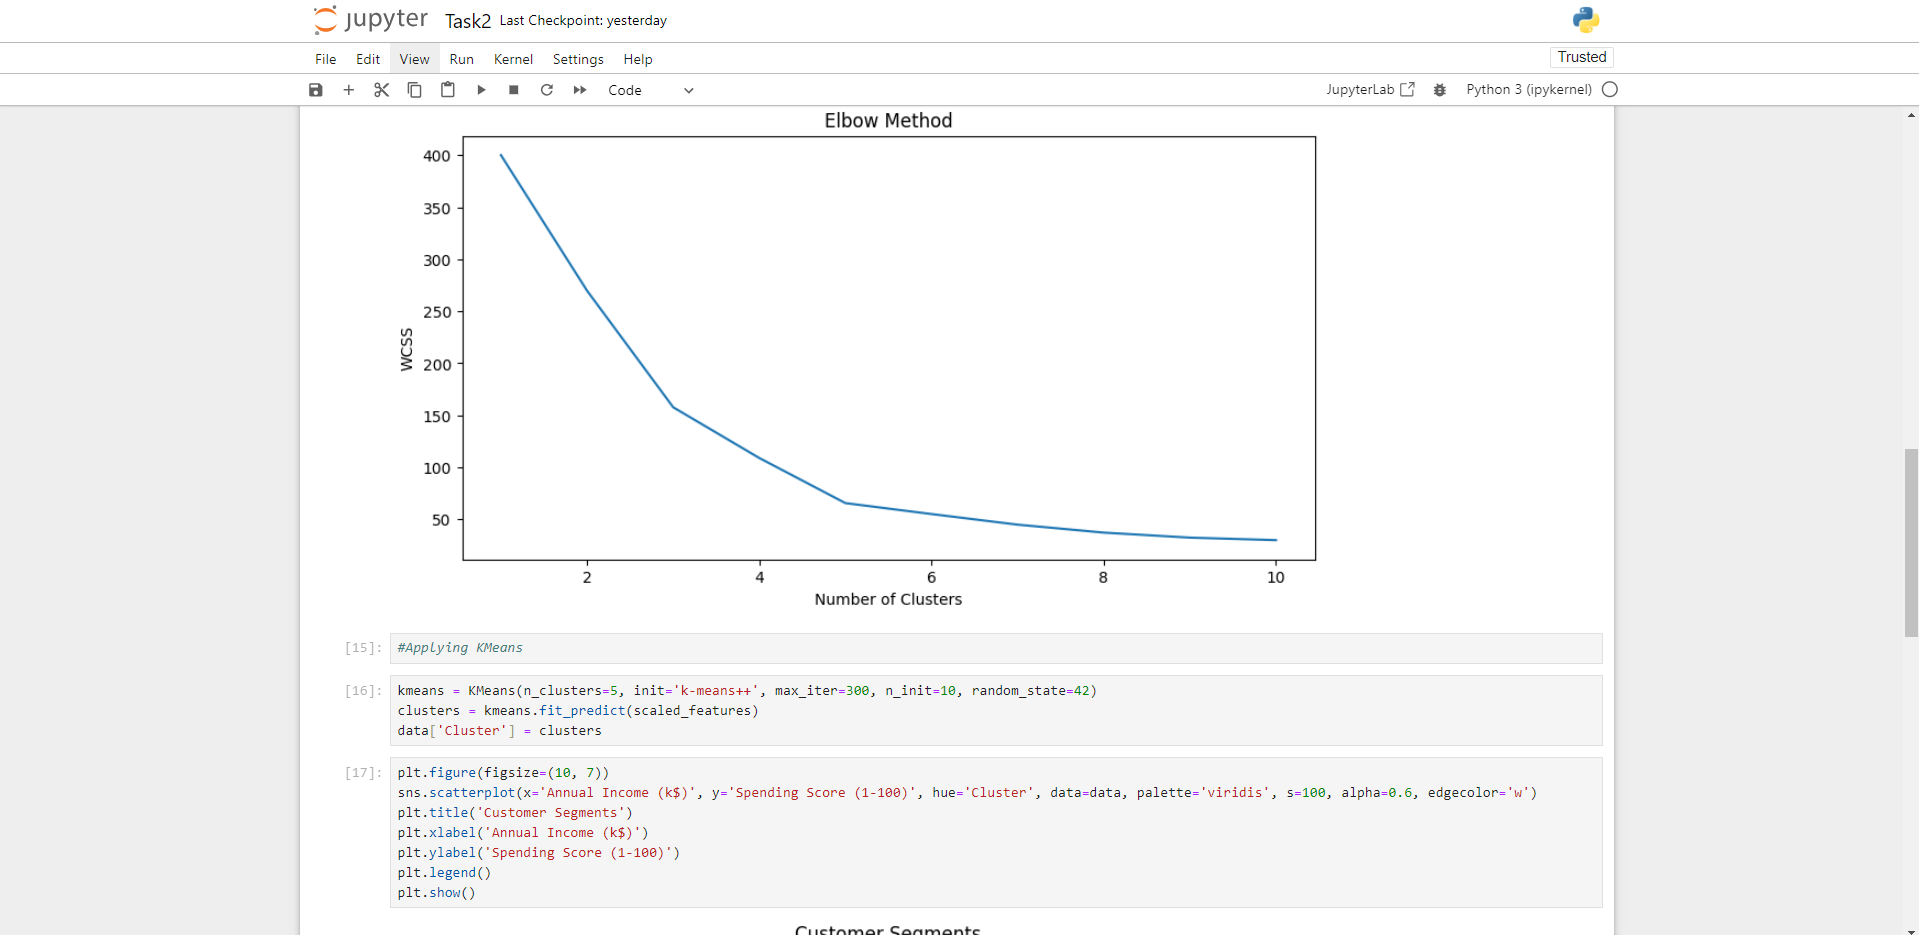 jupyter Task2 Last Checkpoint: yesterday
File Edit View Run Kernel Settings Help Trusted
Code JupyterLab Python 3 (ipykernel)
Elbow Method
400
350
300
250
200
150
100
50
WCSS
2 4 6 8 10
Number of Clusters
[15]: #Applying KMeans
[16]: kmeans = KMeans(n_clusters=5, init='k-means++', max_iter=300, n_init=10, random_state=42)
clusters = kmeans.fit_predict(scaled_features)
data['Cluster'] = clusters
[17]: plt.figure(figsize=(10, 7))
sns.scatterplot(x='Annual Income (k$)', y='Spending Score (1-100)', hue='Cluster', data=data, palette='viridis', s=100, alpha=0.6, edgecolor='w')
plt.title('Customer Segments')
plt.xlabel('Annual Income (k$)')
plt.ylabel('Spending Score (1-100)')
plt.legend()
plt.show()
Customer Segments